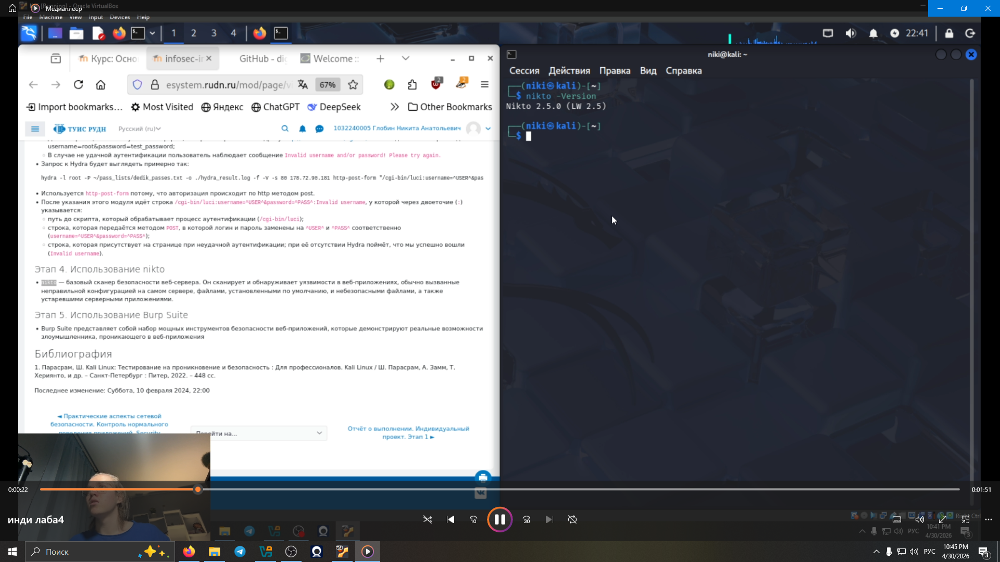 Медиаплеер
[Running] - Oracle VirtualBox
File Machine View Input Devices Help
1 2 3 4
22:41
Курс: Осно
infosec-in
GitHub - di
Welcome ::
esystem.rudn.ru/mod/page/vi
67%
2
2
Import bookmarks...
Most Visited
Яндекс
ChatGPT
DeepSeek
Other Bookmarks
ТУИС РУДН
Русский (ru)
1032240005 Глобин Никита Анатольевич
username=root&password=test_password;
В случае не удачной аутентификации пользователь наблюдает сообщение Invalid username and/or password! Please try again.
• Запрос к Hydra будет выглядеть примерно так:
hydra -l root -P ~/pass_lists/dedik_passes.txt -o ./hydra_result.log -f -V -s 80 178.72.90.181 http-post-form "/cgi-bin/luci:username=^USER^&pas
• Используется http-post-form потому, что авторизация происходит по http методом post.
• После указания этого модуля идёт строка /cgi-bin/luci:username=^USER^&password=^PASS^:Invalid username, у которой через двоеточие (:)
указывается:
путь до скрипта, который обрабатывает процесс аутентификации (/cgi-bin/luci);
строка, которая передаётся методом POST, в которой логин и пароль заменены на ^USER^ и ^PASS^ соответственно
(username=^USER^&password=^PASS^);
строка, которая присутствует на странице при неудачной аутентификации; при её отсутствии Hydra поймёт, что мы успешно вошли
(Invalid username).
Этап 4. Использование nikto
• nikto — базовый сканер безопасности веб-сервера. Он сканирует и обнаруживает уязвимости в веб-приложениях, обычно вызванные
неправильной конфигурацией на самом сервере, файлами, установленными по умолчанию, и небезопасными файлами, а также
устаревшими серверными приложениями.
Этап 5. Использование Burp Suite
• Burp Suite представляет собой набор мощных инструментов безопасности веб-приложений, которые демонстрируют реальные возможности
злоумышленника, проникающего в веб-приложения
Библиография
1. Парасрам, Ш. Kali Linux: Тестирование на проникновение и безопасность : Для профессионалов. Kali Linux / Ш. Парасрам, А. Замм, Т.
Хериянто, и др. – Санкт-Петербург : Питер, 2022. – 448 сс.
Последнее изменение: Суббота, 10 февраля 2024, 22:00
◄ Практические аспекты сетевой
безопасности. Контроль нормального
поведения приложений. Security
Перейти на...
Отчёт о выполнении. Индивидуальный
проект. Этап 1 ►
niki@kali: ~
Сессия Действия Правка Вид Справка
(niki㉿kali)-[~]
$ nikto -Version
Nikto 2.5.0 (LW 2.5)
(niki㉿kali)-[~]
$
0:00:22
0:01:51
инди лаба4
10
30
Right Ctrl
РУС
10:41 PM
4/30/2026
3
Поиск
РУС
10:45 PM
4/30/2026
3